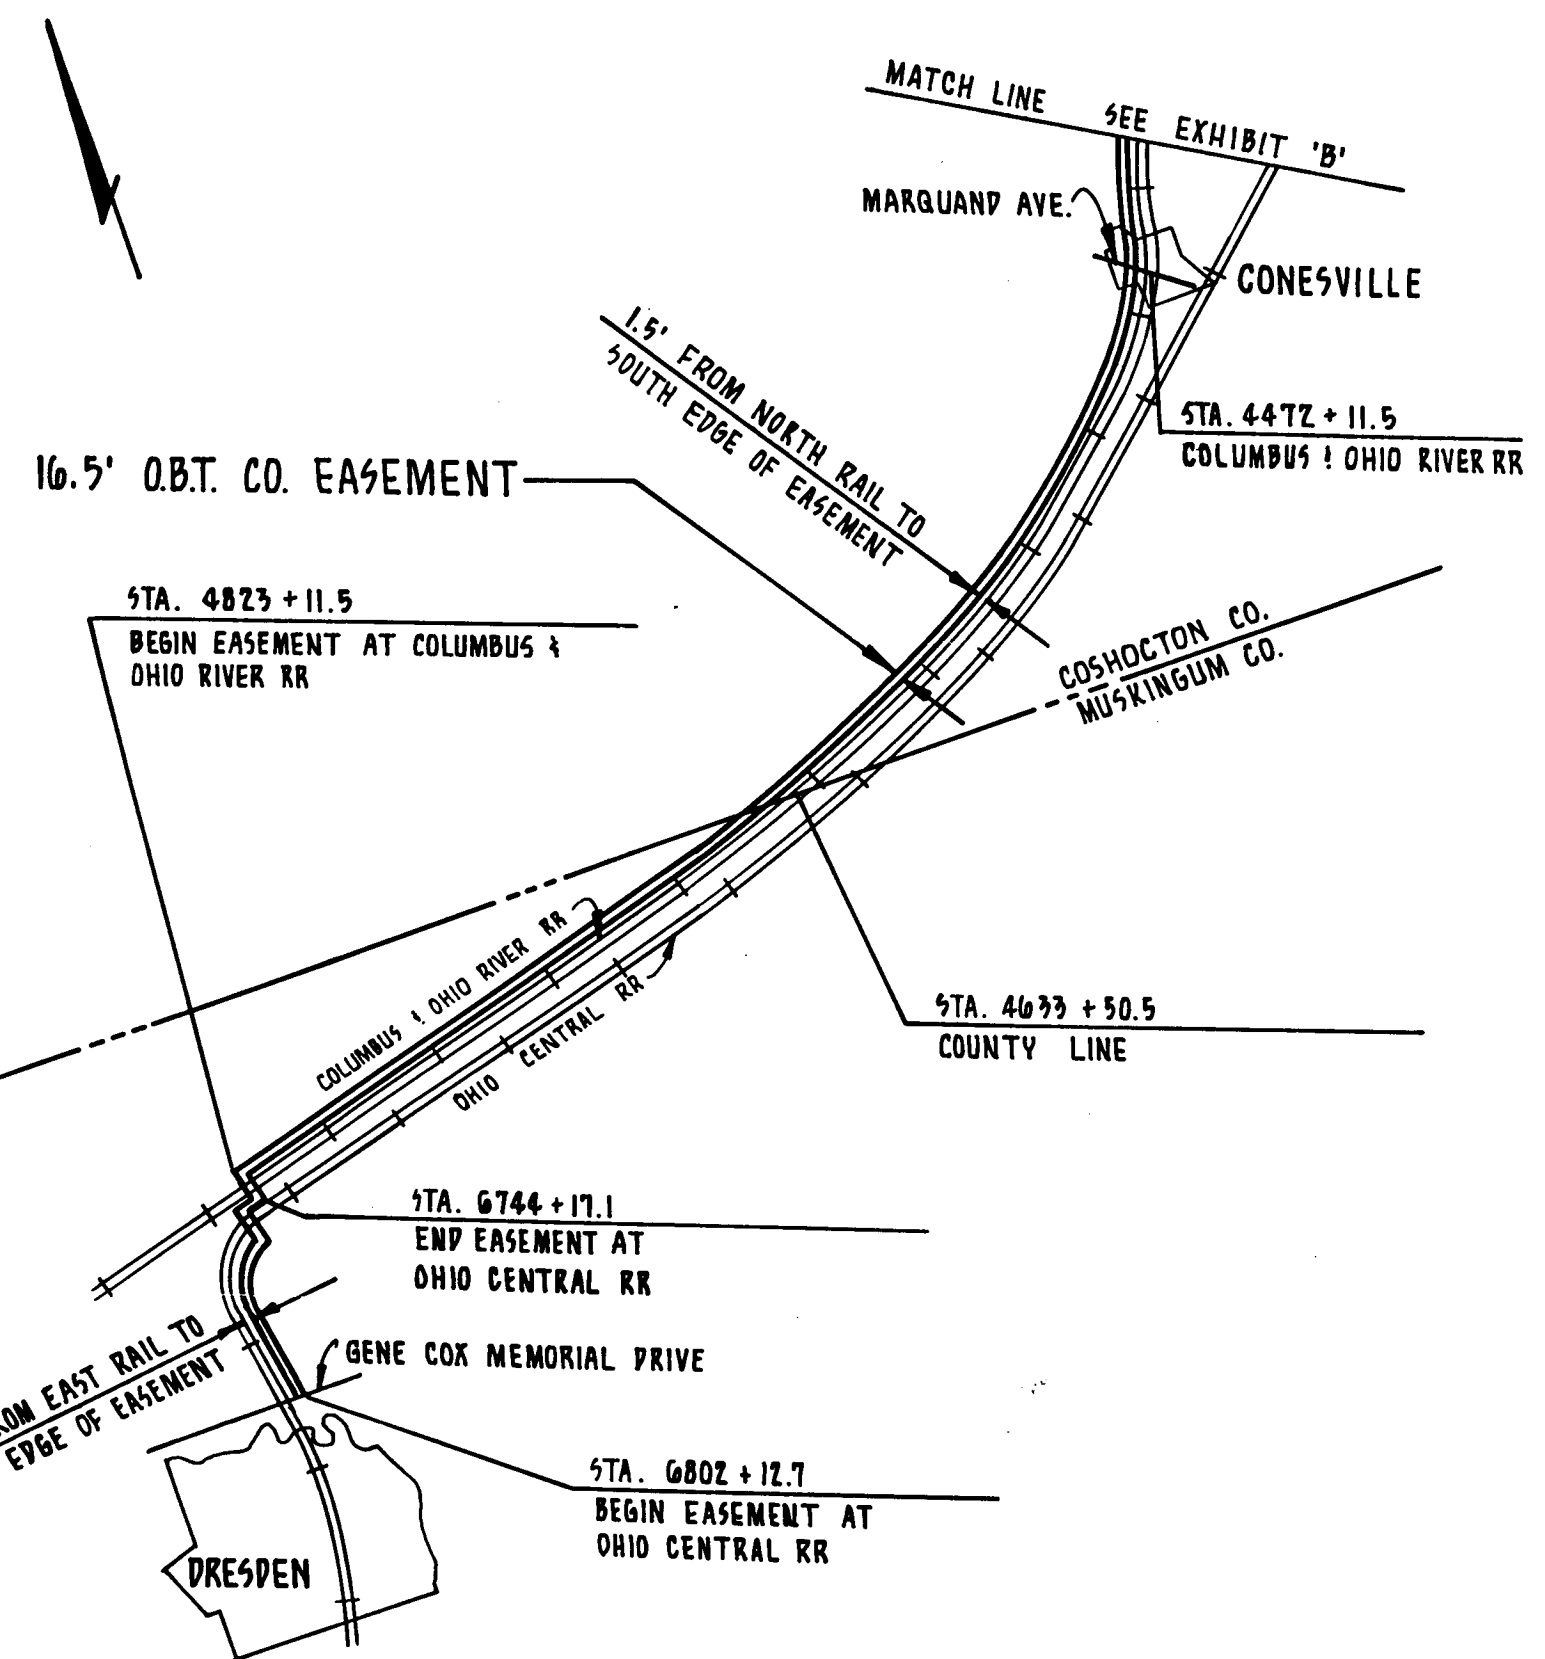 MATCH LINE SEE EXHIBIT 'B'
MARQUAND AVE.
CONESVILLE
1.5' FROM NORTH RAIL TO
SOUTH EDGE OF EASEMENT
STA. 4472 + 11.5
COLUMBUS & OHIO RIVER RR
16.5' O.B.T. CO. EASEMENT
STA. 4823 + 11.5
BEGIN EASEMENT AT COLUMBUS &
OHIO RIVER RR
COSHOCTON CO.
MUSKINGUM CO.
COLUMBUS & OHIO RIVER RR
OHIO CENTRAL RR
STA. 4633 + 50.5
COUNTY LINE
STA. 6744 + 17.1
END EASEMENT AT
OHIO CENTRAL RR
EAST RAIL TO
EDGE OF EASEMENT
GENE COX MEMORIAL DRIVE
STA. 6802 + 12.7
BEGIN EASEMENT AT
OHIO CENTRAL RR
DRESDEN